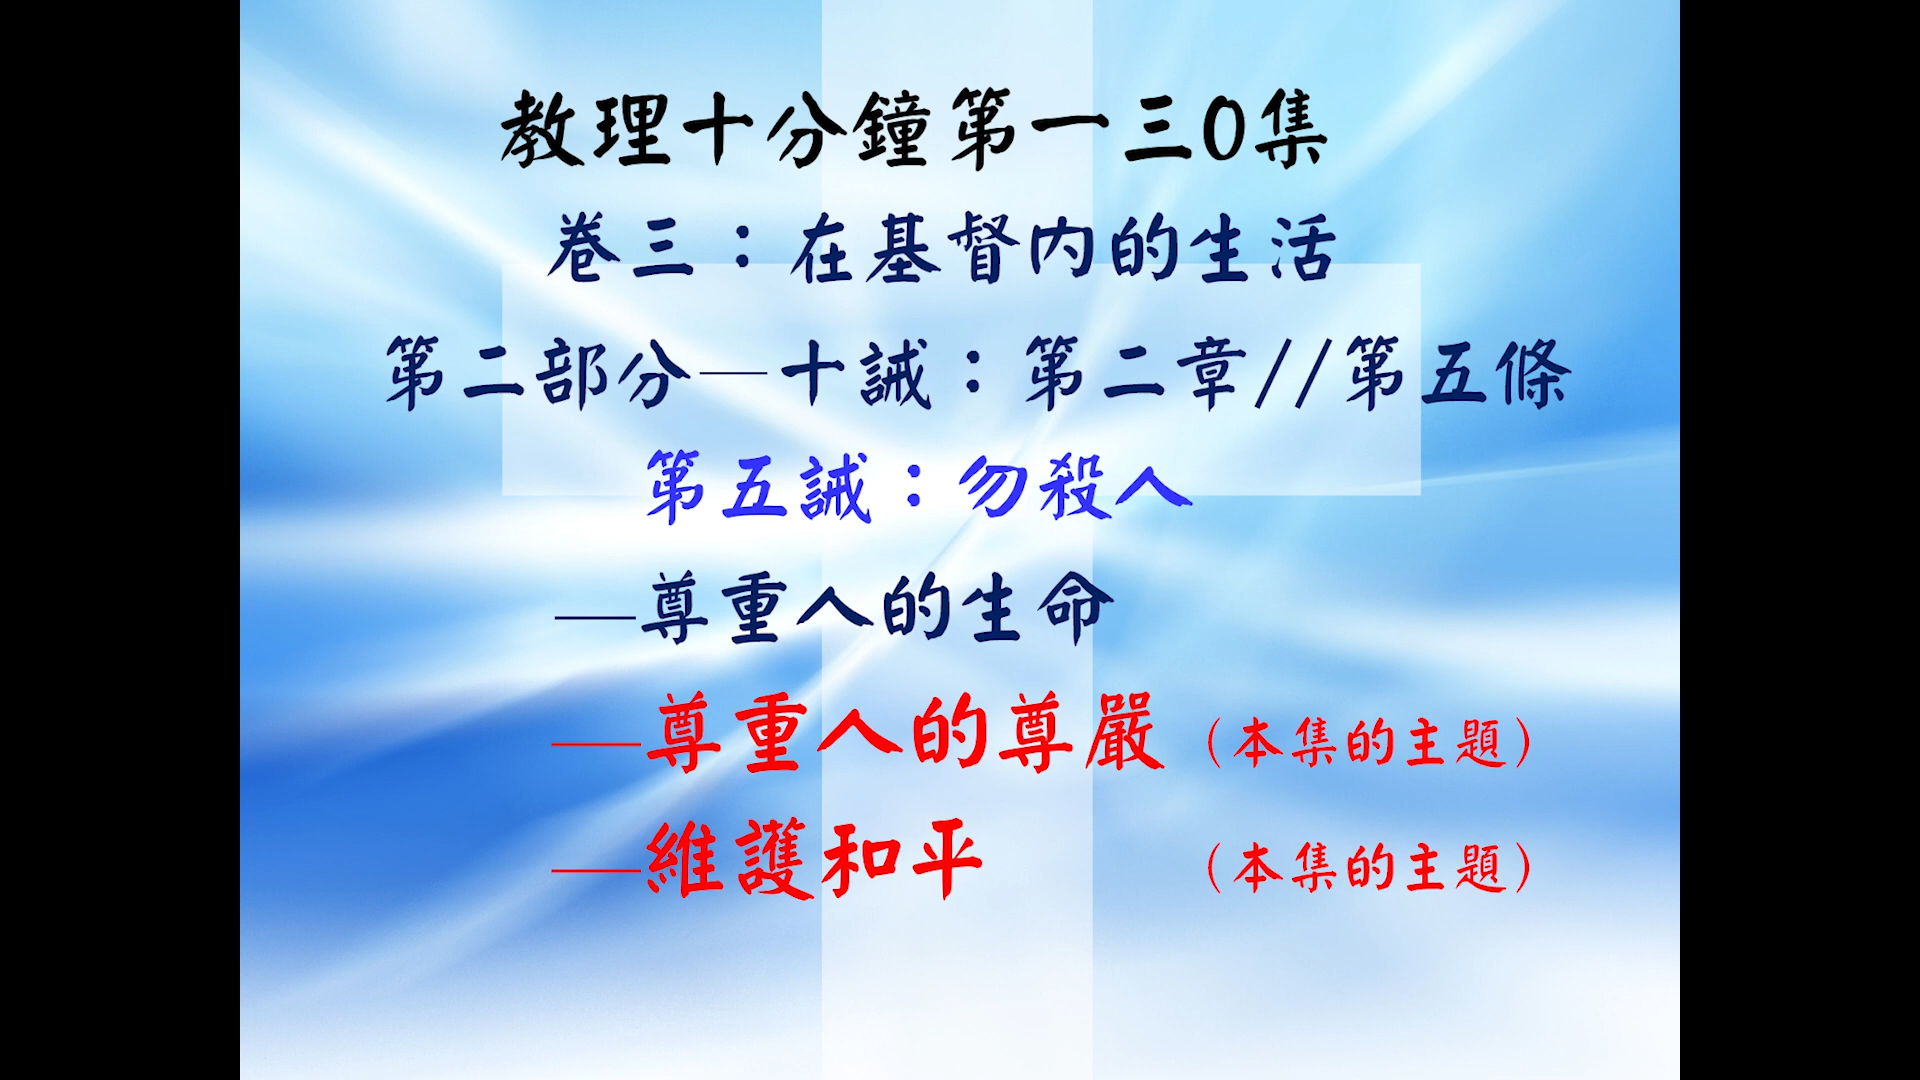 教理十分鐘第一三0集
卷三：在基督內的生活
第二部分—十誡：第二章//第五條
第五誡：勿殺人
—尊重人的生命
—尊重人的尊嚴（本集的主題）
—維護和平（本集的主題）